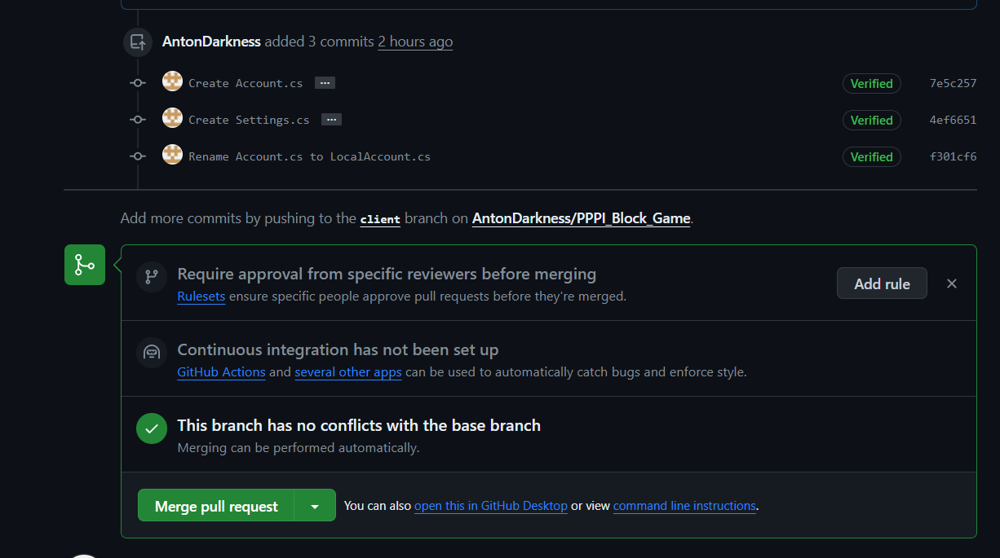 AntonDarkness added 3 commits 2 hours ago
Create Account.cs ... Verified 7e5c257
Create Settings.cs ... Verified 4ef6651
Rename Account.cs to LocalAccount.cs Verified f301cf6
Add more commits by pushing to the client branch on AntonDarkness/PPPI_Block_Game.
Require approval from specific reviewers before merging
Rulesets ensure specific people approve pull requests before they're merged.
Add rule
Continuous integration has not been set up
GitHub Actions and several other apps can be used to automatically catch bugs and enforce style.
This branch has no conflicts with the base branch
Merging can be performed automatically.
Merge pull request You can also open this in GitHub Desktop or view command line instructions.